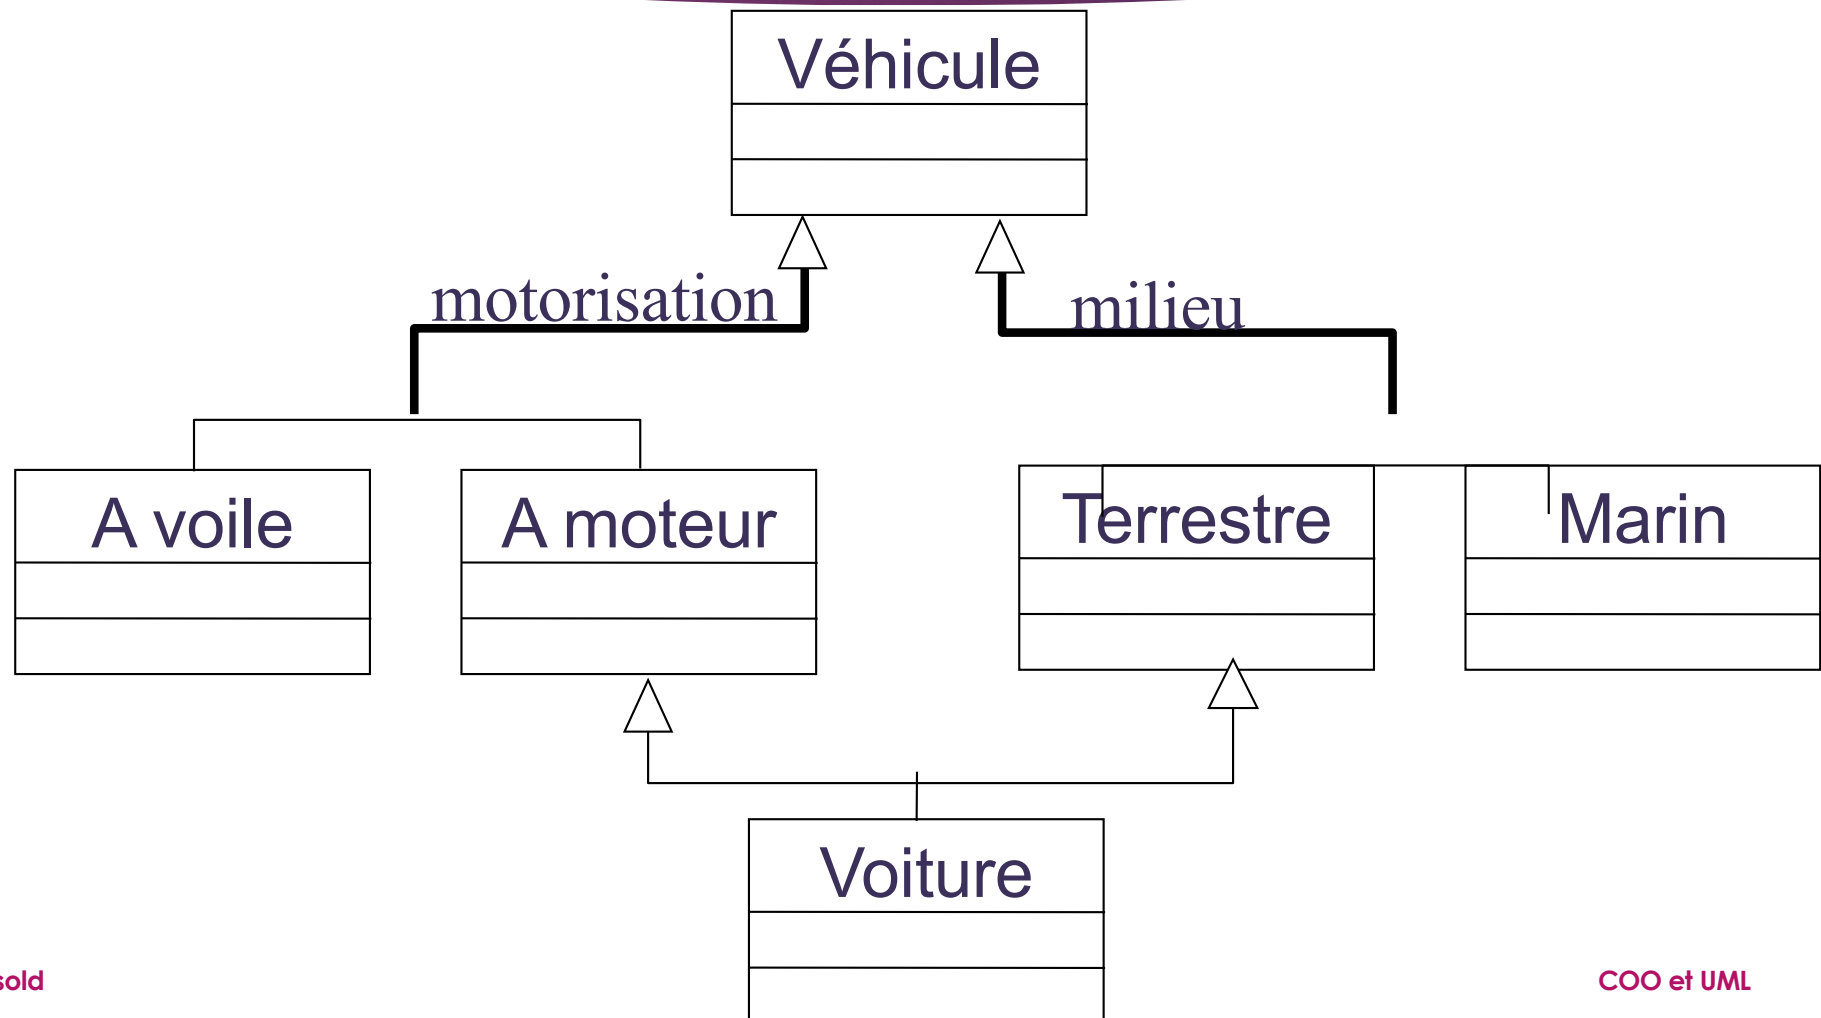 Véhicule
motorisation
milieu
A voile
A moteur
Terrestre
Marin
Voiture
sold
COO et UML